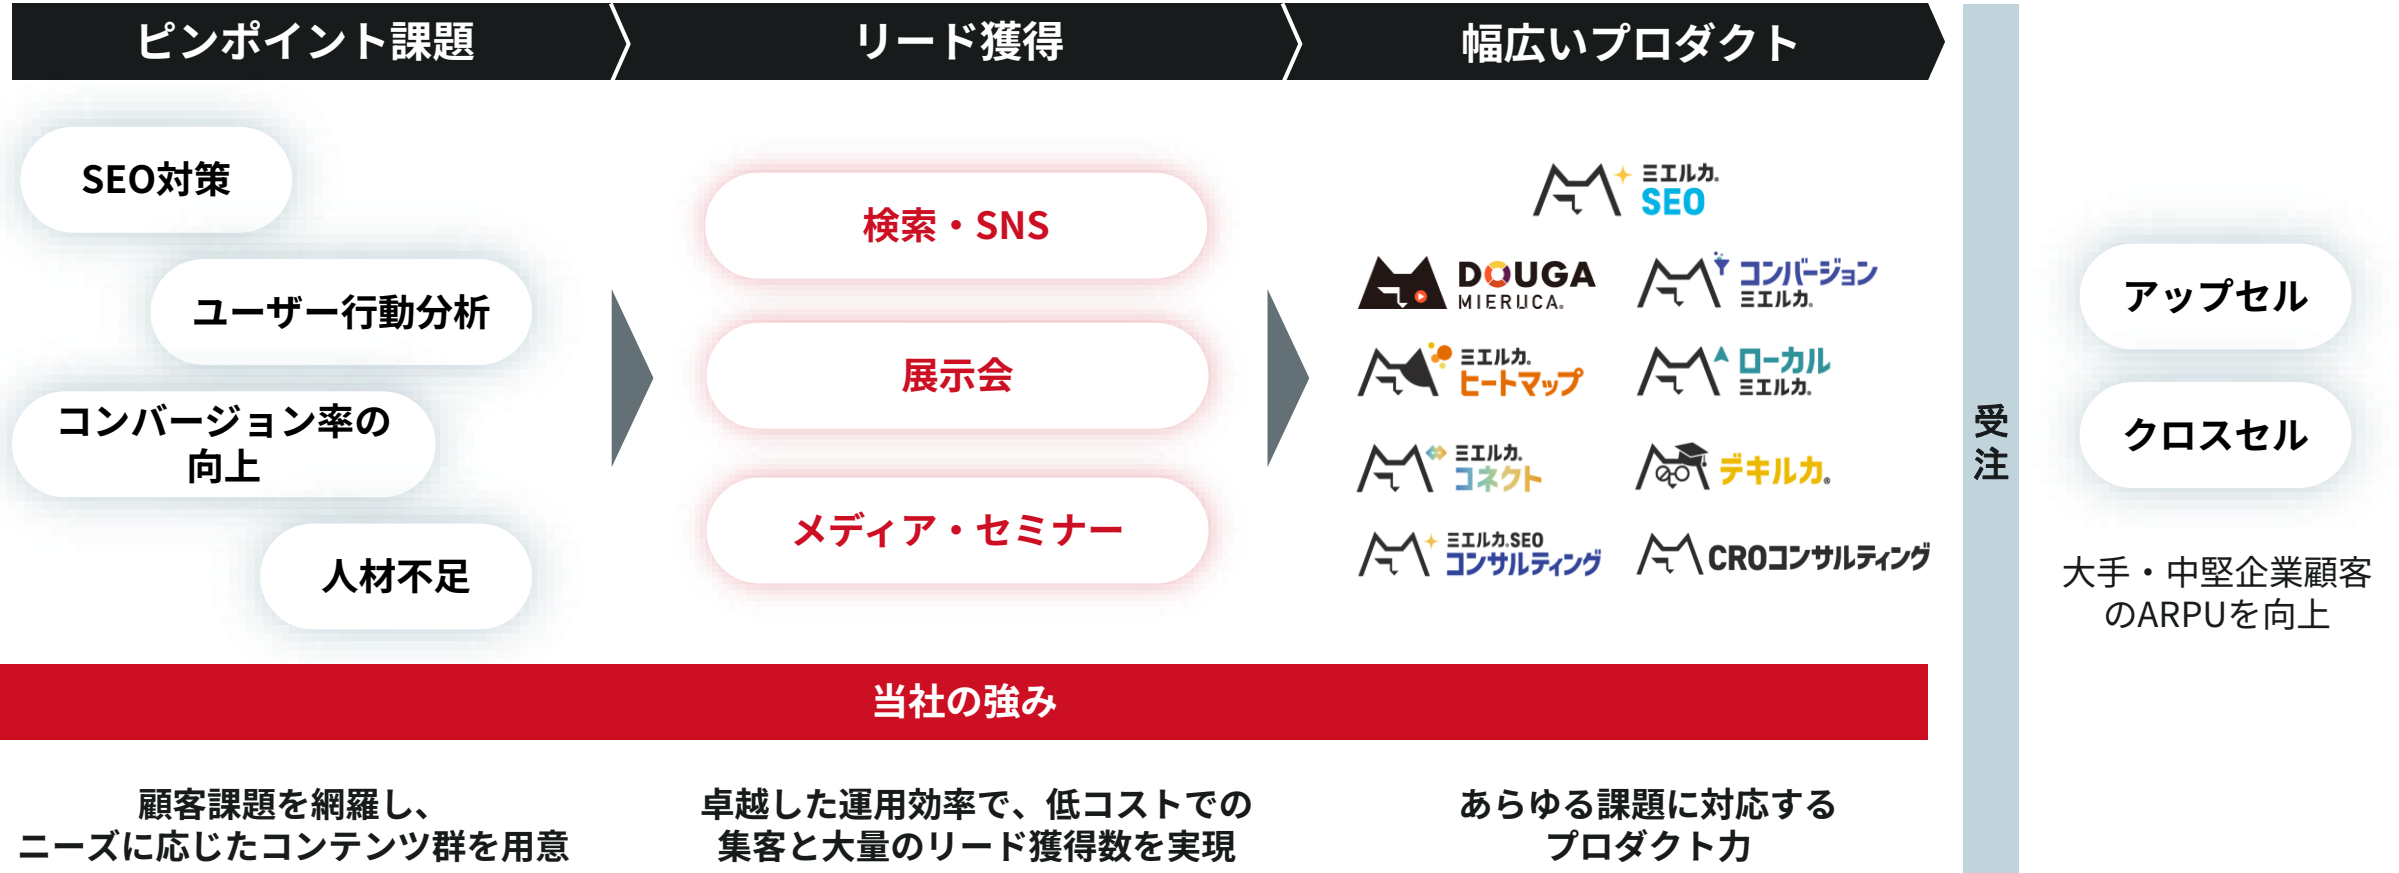 ピンポイント課題
リード獲得
幅広いプロダクト
SEO対策
ユーザー行動分析
コンバージョン率の
向上
人材不足
検索・SNS
展示会
メディア・セミナー
ミエルカ®
SEO
DOUGA
MIERUCA®
コンバージョン
ミエルカ®
ミエルカ®
ヒートマップ
ローカル
ミエルカ®
ミエルカ®
コネクト
デキルカ®
ミエルカ®SEO
コンサルティング
CROコンサルティング
受注
アップセル
クロスセル
大手・中堅企業顧客
のARPUを向上
当社の強み
顧客課題を網羅し、
ニーズに応じたコンテンツ群を用意
卓越した運用効率で、低コストでの
集客と大量のリード獲得数を実現
あらゆる課題に対応する
プロダクト力